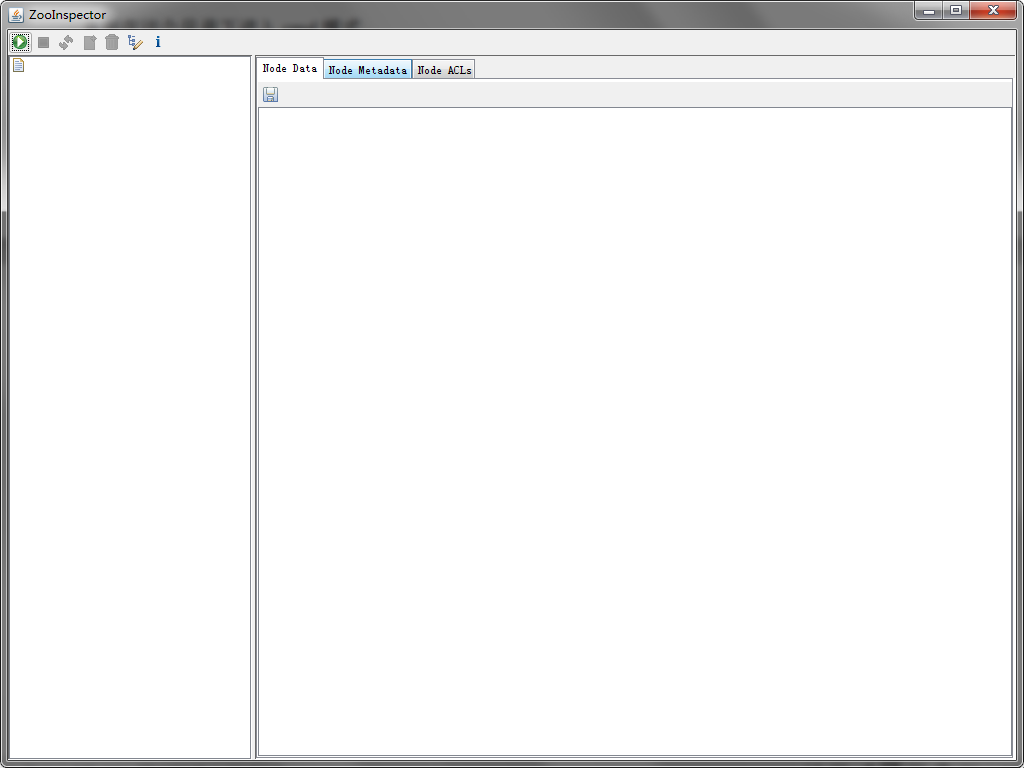 ZooInspector
Node Data
Node Metadata
Node ACLs